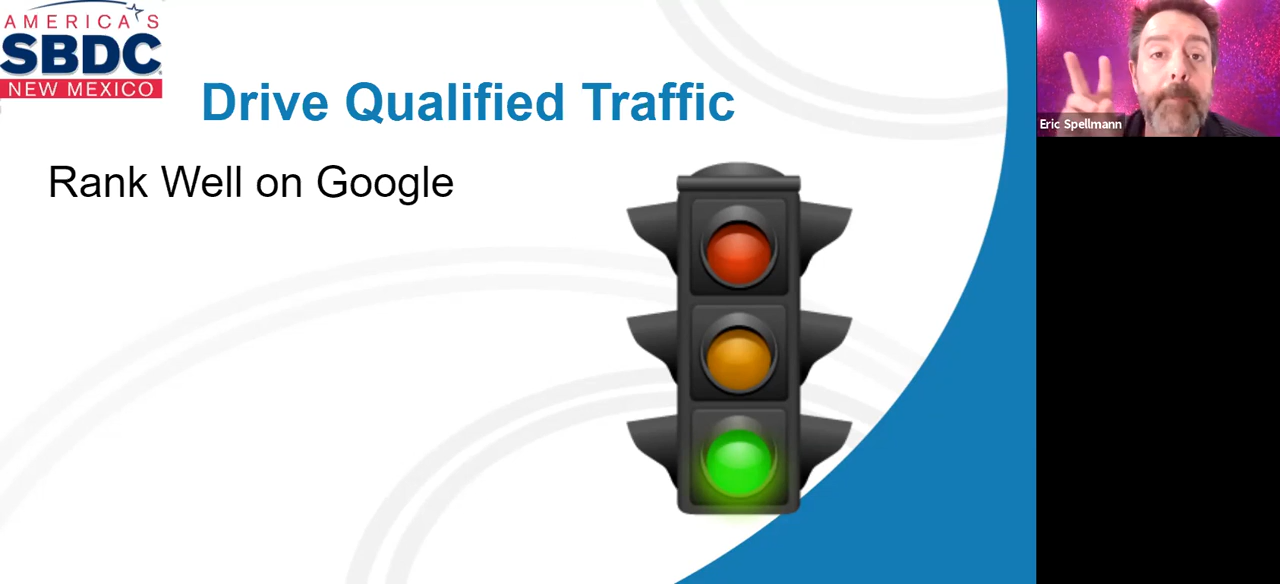 AMERICA'S
SBDC
NEW MEXICO
Drive Qualified Traffic
Rank Well on Google
Eric Spellmann